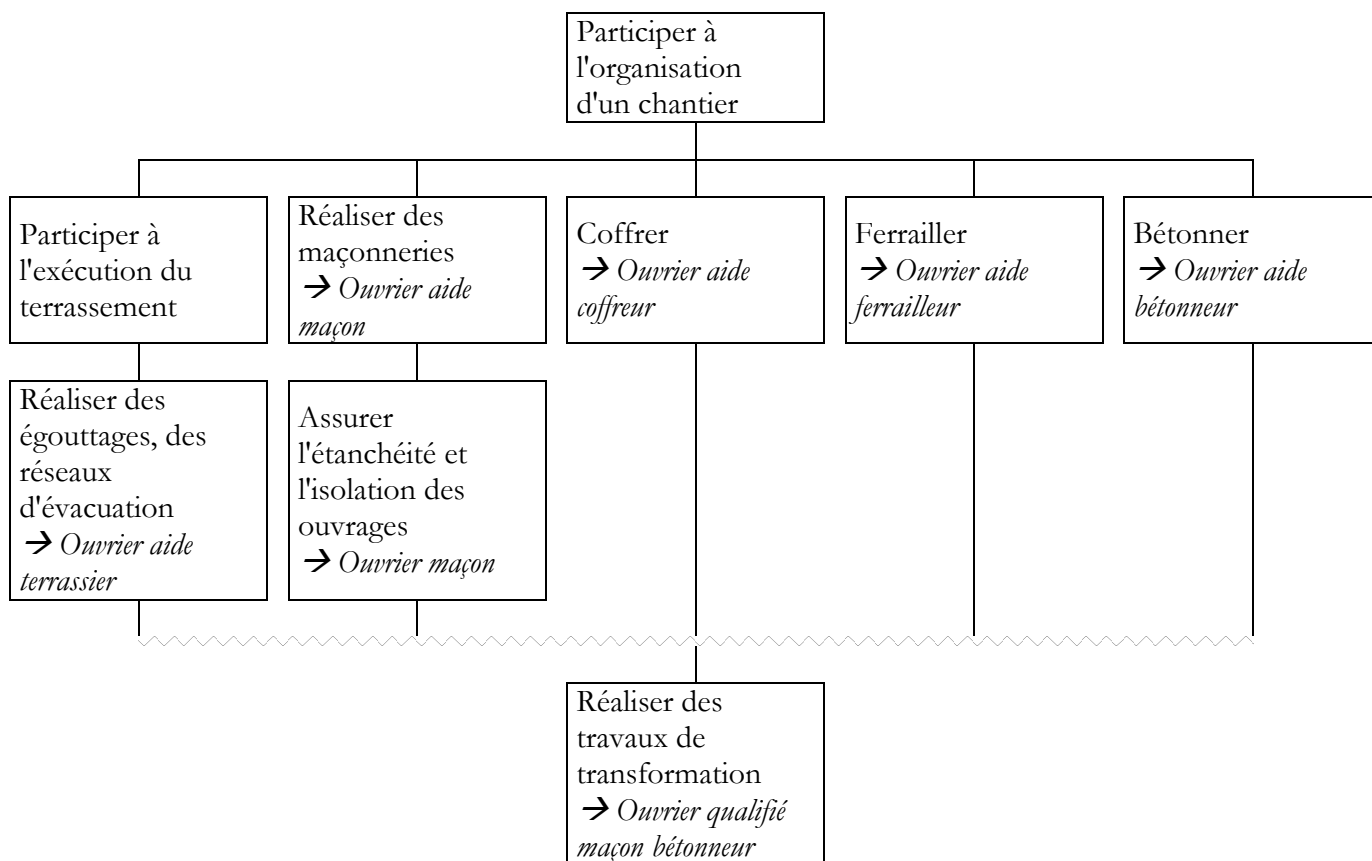 Participer à
l'organisation
d'un chantier
Participer à
l'exécution du
terrassement
Réaliser des
maçonneries
→ Ouvrier aide
maçon
Coffrer
→ Ouvrier aide
coffreur
Ferrailler
→ Ouvrier aide
ferrailleur
Bétonner
→ Ouvrier aide
bétonneur
Réaliser des
égouttages, des
réseaux
d'évacuation
→ Ouvrier aide
terrassier
Assurer
l'étanchéité et
l'isolation des
ouvrages
→ Ouvrier maçon
Réaliser des
travaux de
transformation
→ Ouvrier qualifié
maçon bétonneur